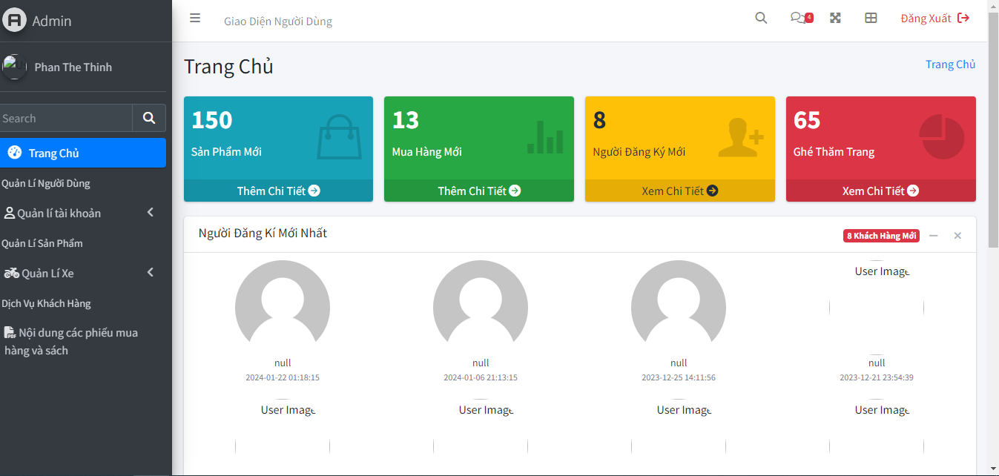 Admin
Giao Diện Người Dùng
4
Đăng Xuất
Phan The Thinh
Search
Trang Chủ
Quản Lí Người Dùng
Quản lí tài khoản
Quản Lí Sản Phẩm
Quản Lí Xe
Dịch Vụ Khách Hàng
Nội dung các phiếu mua
hàng và sách
Trang Chủ
Trang Chủ
150
Sản Phẩm Mới
Thêm Chi Tiết
13
Mua Hàng Mới
Thêm Chi Tiết
8
Người Đăng Ký Mới
Xem Chi Tiết
65
Ghé Thăm Trang
Xem Chi Tiết
Người Đăng Kí Mới Nhất
8 Khách Hàng Mới
User Image
null
null
null
null
2024-01-22 01:18:15
2024-01-06 21:13:15
2023-12-25 14:11:56
2023-12-21 23:54:39
User Image
User Image
User Image
User Image